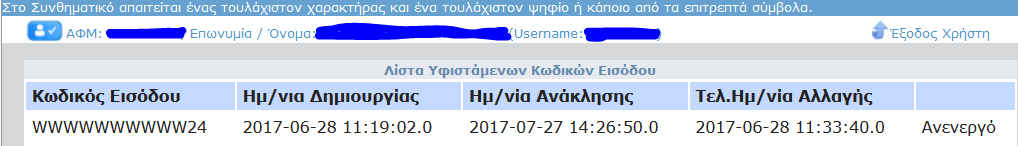 Στο Συνθηματικό απαιτείται ένας τουλάχιστον χαρακτήρας και ένα τουλάχιστον ψηφίο ή κάποιο από τα επιτρεπτά σύμβολα.
ΑΦΜ: Επωνυμία / Όνομα: (Username: ) Έξοδος Χρήστη
Λίστα Υφιστάμενων Κωδικών Εισόδου
Κωδικός Εισόδου Ημ/νια Δημιουργίας Ημ/νία Ανάκλησης Τελ.Ημ/νία Αλλαγής
WWWWWWWWWW24 2017-06-28 11:19:02.0 2017-07-27 14:26:50.0 2017-06-28 11:33:40.0 Ανενεργό